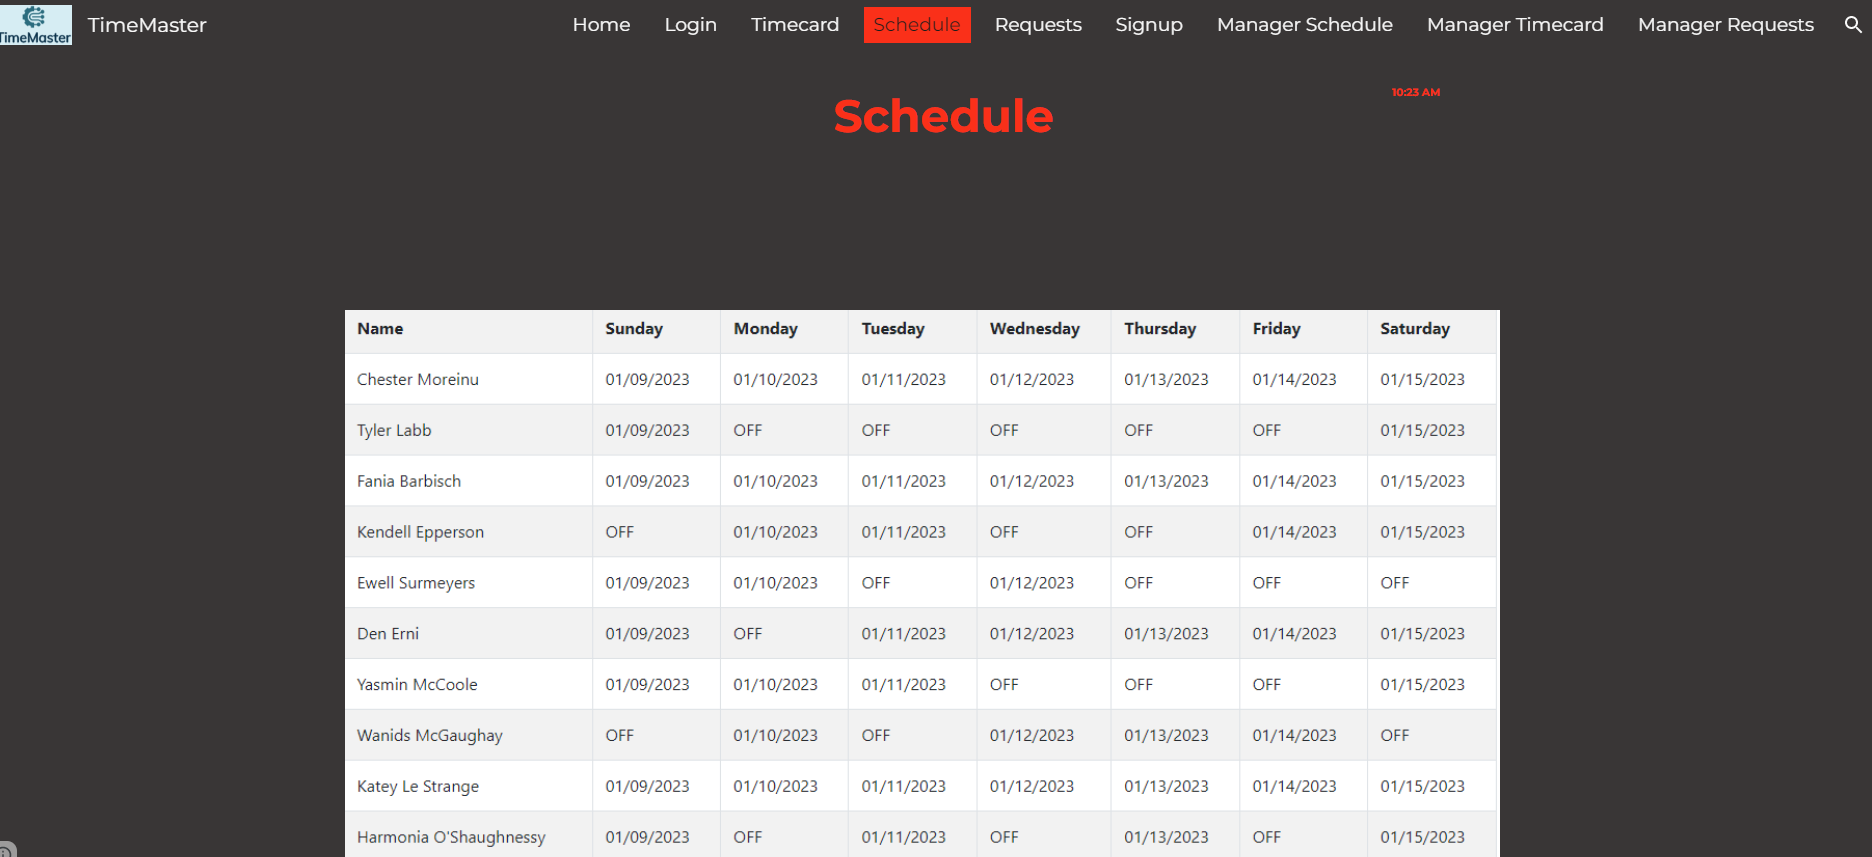 TimeMaster
TimeMaster Home Login Timecard Schedule Requests Signup Manager Schedule Manager Timecard Manager Requests
10:23 AM
Schedule
Name Sunday Monday Tuesday Wednesday Thursday Friday Saturday
Chester Moreinu 01/09/2023 01/10/2023 01/11/2023 01/12/2023 01/13/2023 01/14/2023 01/15/2023
Tyler Labb 01/09/2023 OFF OFF OFF OFF OFF 01/15/2023
Fania Barbisch 01/09/2023 01/10/2023 01/11/2023 01/12/2023 01/13/2023 01/14/2023 01/15/2023
Kendell Epperson OFF 01/10/2023 01/11/2023 OFF OFF 01/14/2023 01/15/2023
Ewell Surmeyers 01/09/2023 01/10/2023 OFF 01/12/2023 OFF OFF OFF
Den Erni 01/09/2023 OFF 01/11/2023 01/12/2023 01/13/2023 01/14/2023 01/15/2023
Yasmin McCoole 01/09/2023 01/10/2023 01/11/2023 OFF OFF OFF 01/15/2023
Wanids McGaughay OFF 01/10/2023 OFF 01/12/2023 01/13/2023 01/14/2023 OFF
Katey Le Strange 01/09/2023 01/10/2023 01/11/2023 01/12/2023 01/13/2023 01/14/2023 01/15/2023
Harmonia O'Shaughnessy 01/09/2023 OFF 01/11/2023 OFF 01/13/2023 OFF 01/15/2023